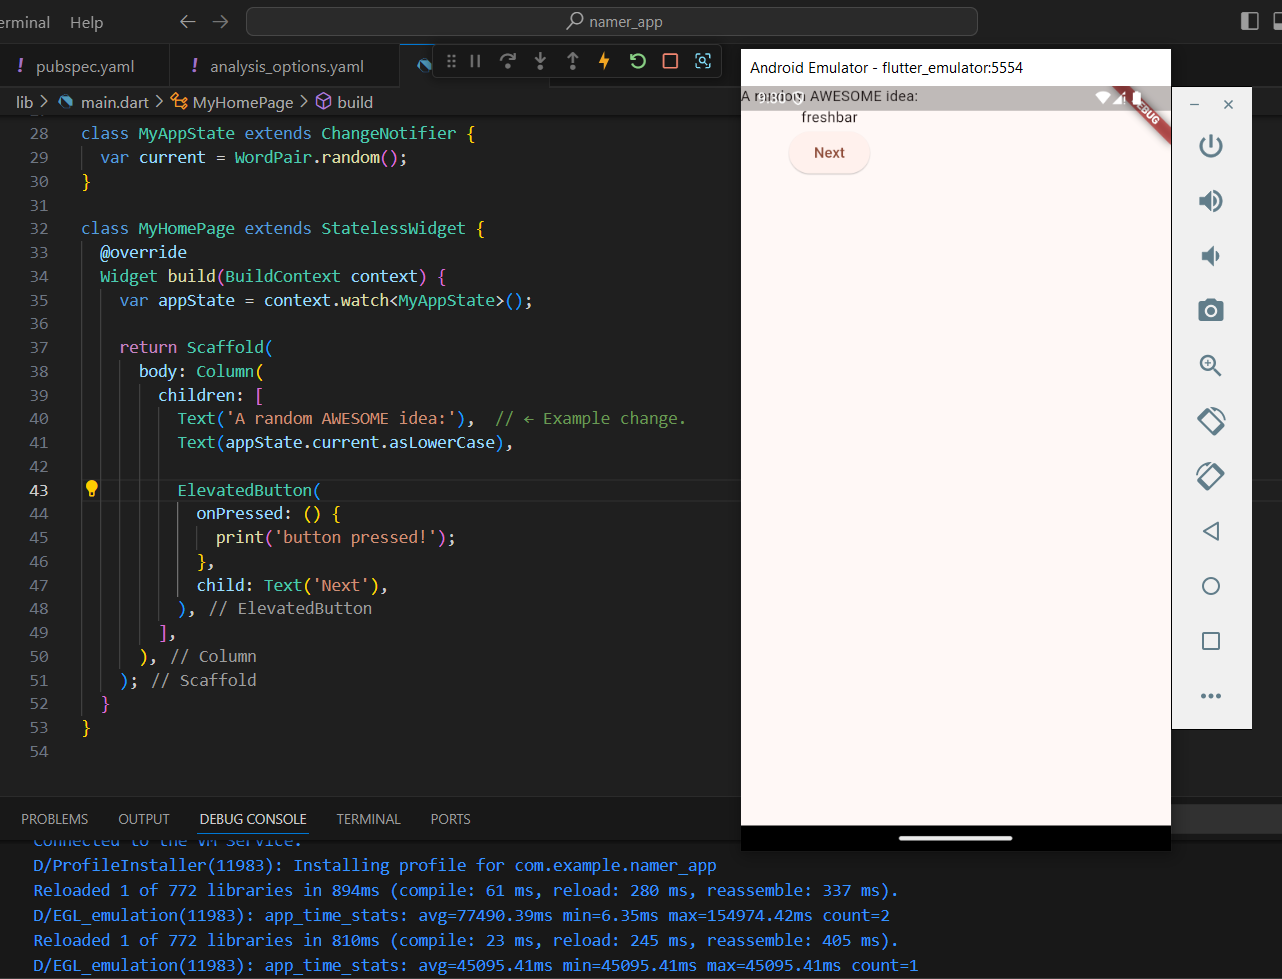 erminal Help
namer_app
! pubspec.yaml
! analysis_options.yaml
lib > main.dart > MyHomePage > build
28 class MyAppState extends ChangeNotifier {
29 var current = WordPair.random();
30 }
31
32 class MyHomePage extends StatelessWidget {
33 @override
34 Widget build(BuildContext context) {
35 var appState = context.watch<MyAppState>();
36
37 return Scaffold(
38 body: Column(
39 children: [
40 Text('A random AWESOME idea:'), // ← Example change.
41 Text(appState.current.asLowerCase),
42
43 ElevatedButton(
44 onPressed: () {
45 print('button pressed!');
46 },
47 child: Text('Next'),
48 ), // ElevatedButton
49 ],
50 ), // Column
51 ); // Scaffold
52 }
53 }
54
Android Emulator - flutter_emulator:5554
A random AWESOME idea:
DEBUG
freshbar
Next
PROBLEMS OUTPUT DEBUG CONSOLE TERMINAL PORTS
Connected to the VM Service.
D/ProfileInstaller(11983): Installing profile for com.example.namer_app
Reloaded 1 of 772 libraries in 894ms (compile: 61 ms, reload: 280 ms, reassemble: 337 ms).
D/EGL_emulation(11983): app_time_stats: avg=77490.39ms min=6.35ms max=154974.42ms count=2
Reloaded 1 of 772 libraries in 810ms (compile: 23 ms, reload: 245 ms, reassemble: 405 ms).
D/EGL_emulation(11983): app_time_stats: avg=45095.41ms min=45095.41ms max=45095.41ms count=1